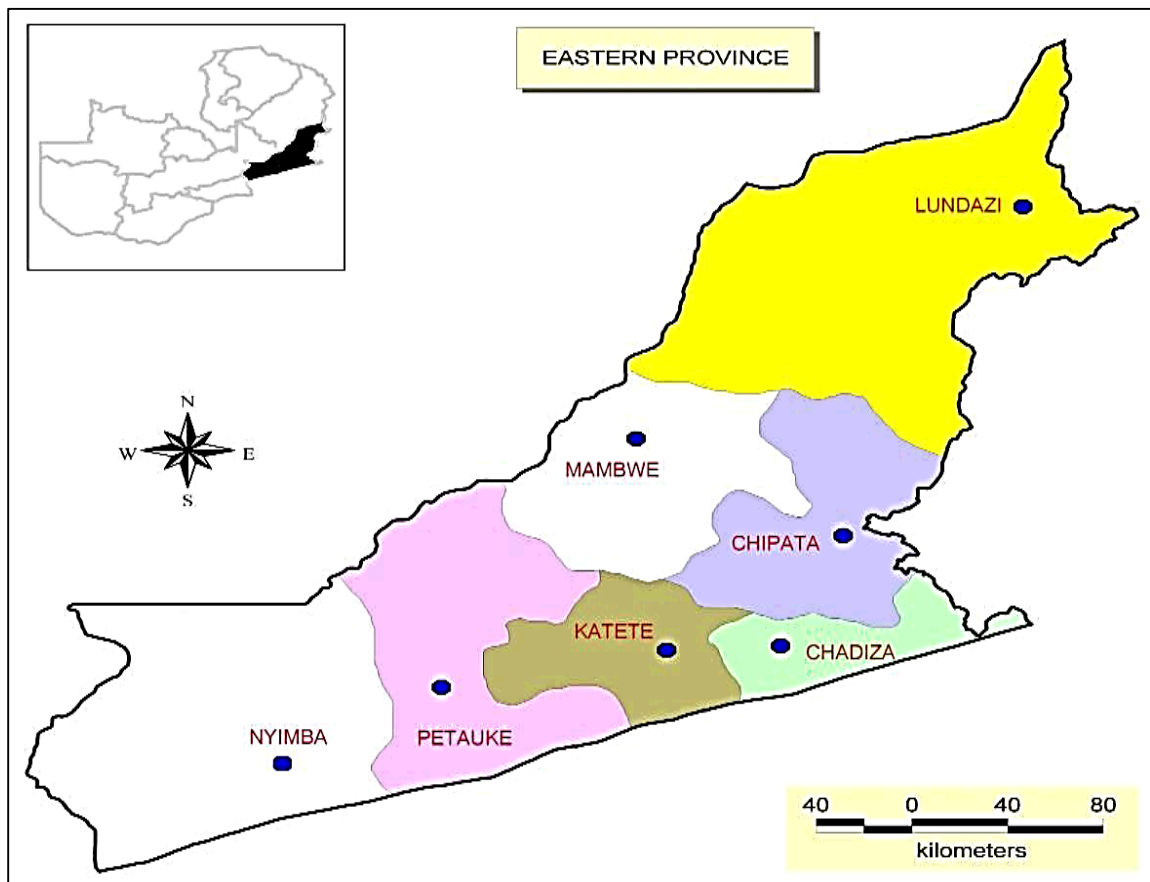 EASTERN PROVINCE
LUNDAZI
N
W E
S
MAMBWE
CHIPATA
KATETE
CHADIZA
NYIMBA
PETAUKE
40 0 40 80
kilometers